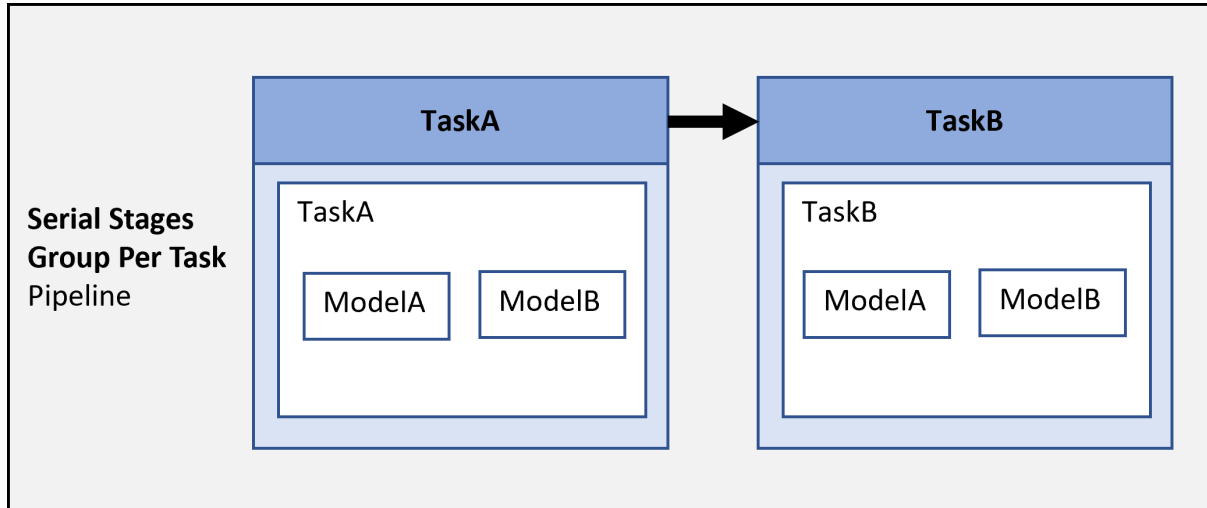 TaskA
TaskB
Serial Stages
Group Per Task
Pipeline
TaskA
ModelA
ModelB
TaskB
ModelA
ModelB